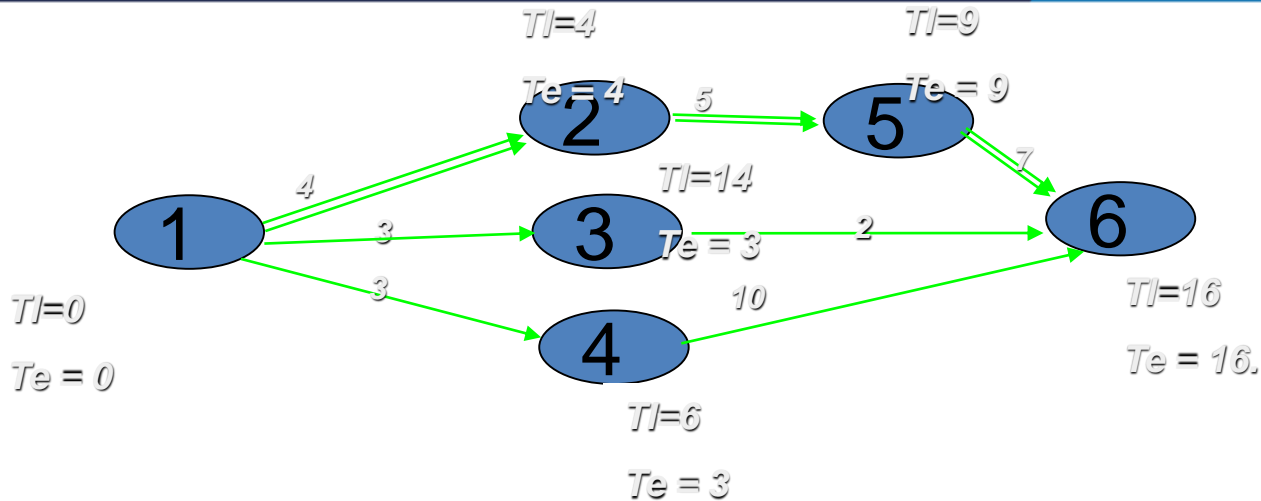 Tl=4
Tl=9
Te = 4
Te = 9
2
5
5
4
7
Tl=14
1
3
3
Te = 3
2
6
3
10
Tl=0
Tl=16
4
Te = 0
Te = 16.
Tl=6
Te = 3